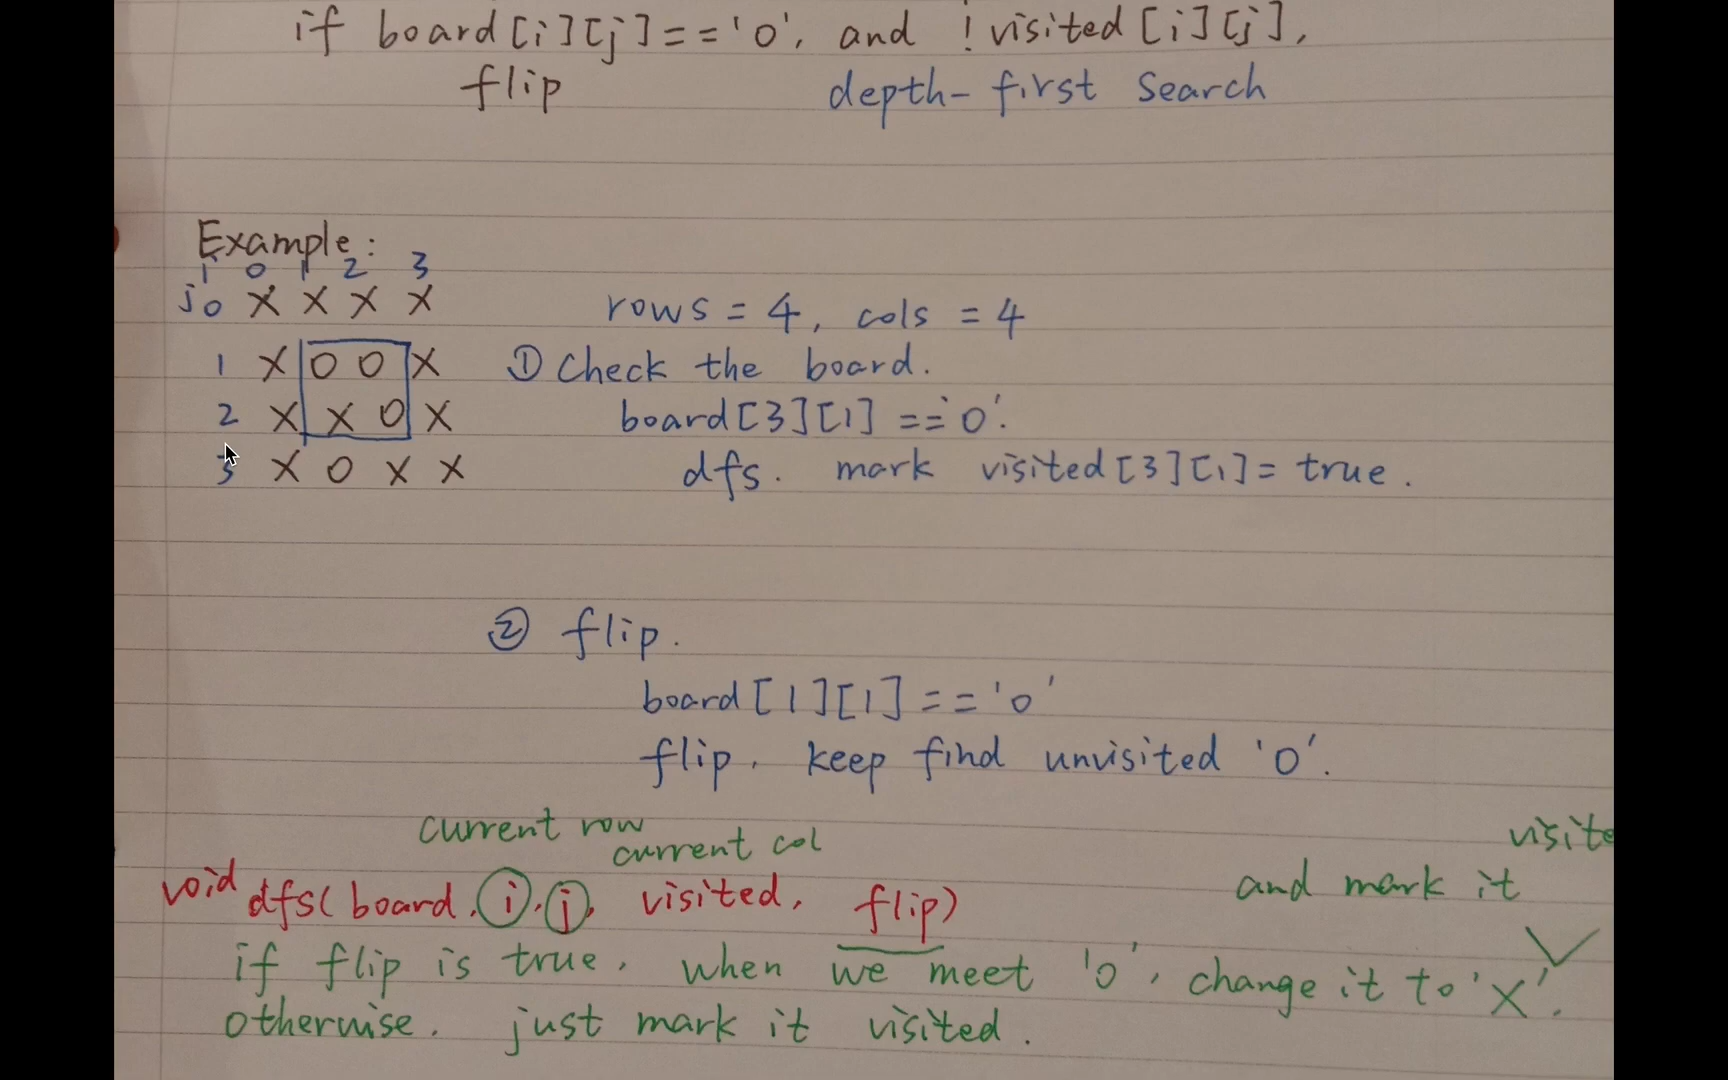 if board[i][j]=='O', and !visited[i][j],
flip depth-first search
Example:
i 0 1 2 3
j 0 X X X X rows = 4, cols = 4
1 X O O X ① Check the board.
2 X X O X board[3][1] =='O'.
3 X O X X dfs. mark visited[3][1]= true.
② flip.
board[1][1]=='O'
flip. keep find unvisited 'O'.
current row
current col visite
void dfs( board, i, j, visited, flip) and mark it
if flip is true, when we meet 'O', change it to 'X'.
otherwise. just mark it visited.